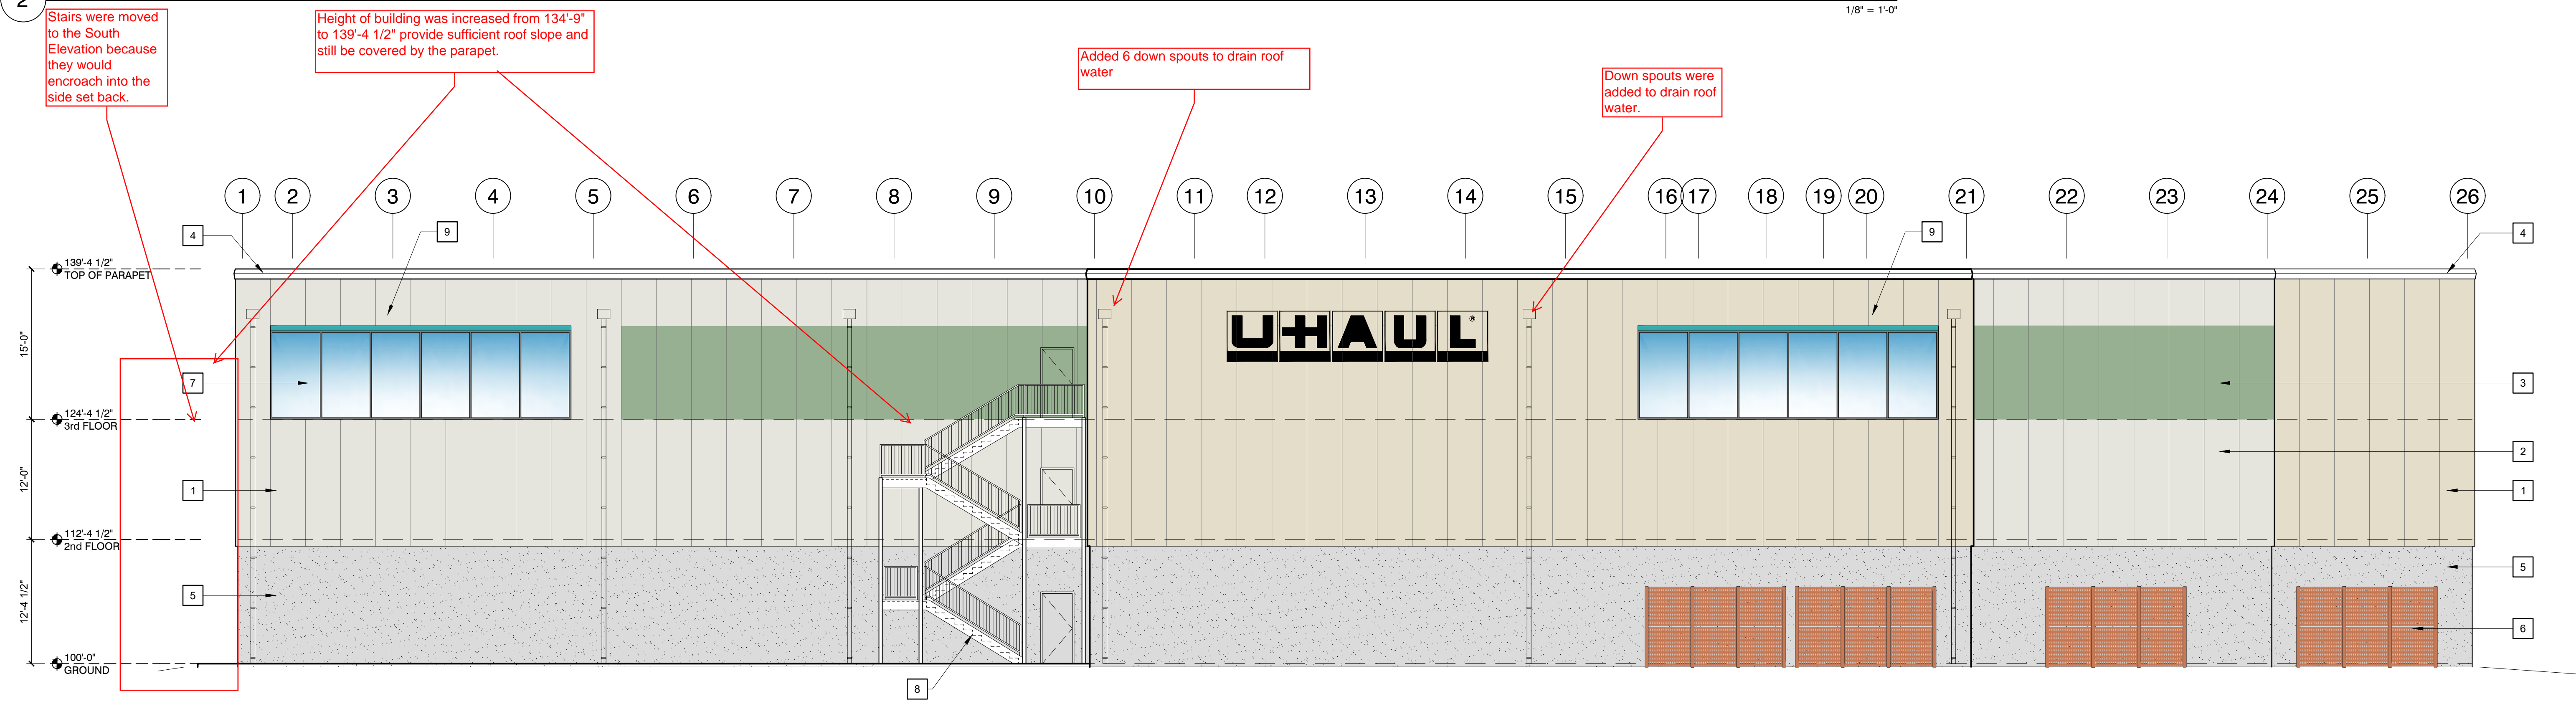 2
1/8" = 1'-0"
Stairs were moved
to the South
Elevation because
they would
encroach into the
side set back.
Height of building was increased from 134'-9"
to 139'-4 1/2" provide sufficient roof slope and
still be covered by the parapet.
Added 6 down spouts to drain roof
water
Down spouts were
added to drain roof
water.
1 2 3 4 5 6 7 8 9 10 11 12 13 14 15 16 17 18 19 20 21 22 23 24 25 26
4
9
9
4
139'-4 1/2"
TOP OF PARAPET
15'-0"
UHAUL®
7
3
124'-4 1/2"
3rd FLOOR
12'-0"
2
1
1
112'-4 1/2"
2nd FLOOR
12'-4 1/2"
5
5
6
100'-0"
GROUND
8